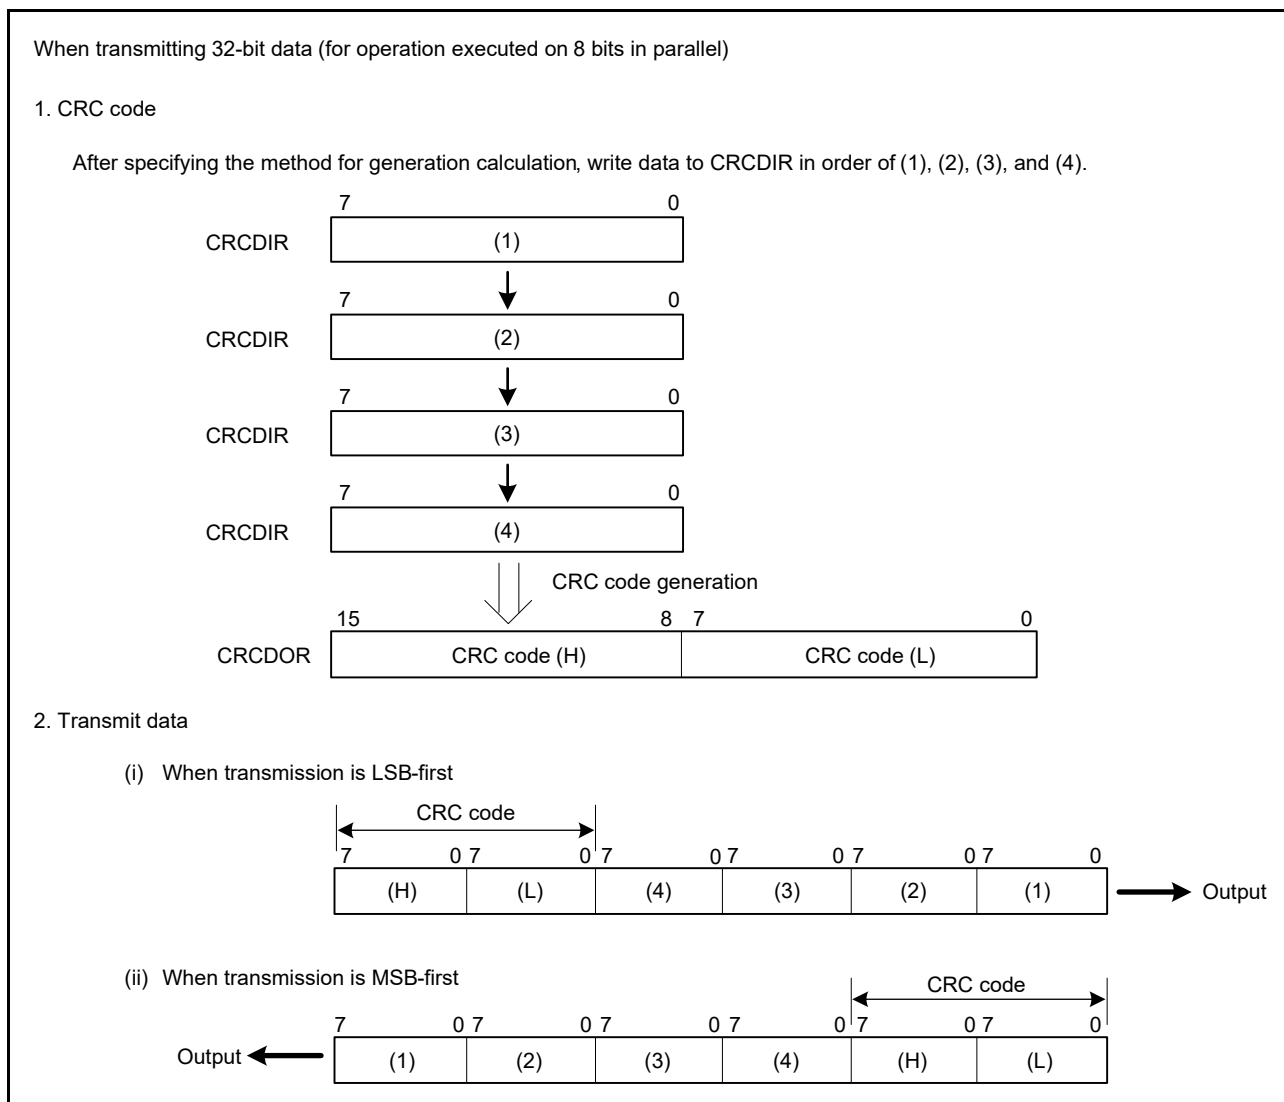 When transmitting 32-bit data (for operation executed on 8 bits in parallel)
1. CRC code
After specifying the method for generation calculation, write data to CRCDIR in order of (1), (2), (3), and (4).
7 0
CRCDIR (1)
7 0
CRCDIR (2)
7 0
CRCDIR (3)
7 0
CRCDIR (4)
CRC code generation
15 8 7 0
CRCDOR CRC code (H) CRC code (L)
2. Transmit data
(i) When transmission is LSB-first
CRC code
7 0 7 0 7 0 7 0 7 0 7 0
(H) (L) (4) (3) (2) (1) Output
(ii) When transmission is MSB-first
CRC code
7 0 7 0 7 0 7 0 7 0 7 0
Output (1) (2) (3) (4) (H) (L)